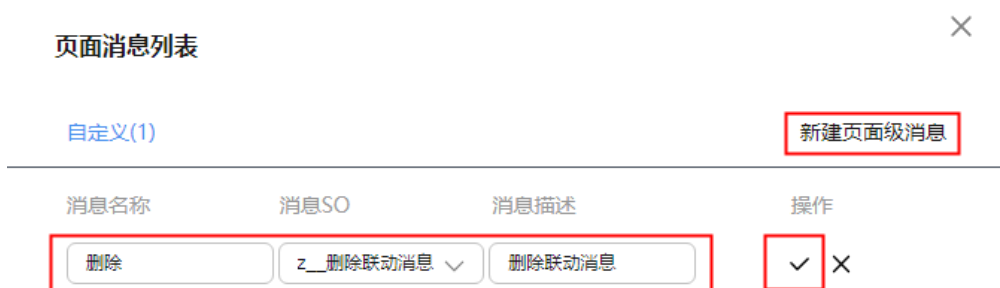 页面消息列表
自定义(1) 新建页面级消息
消息名称 消息SO 消息描述 操作
删除 z__删除联动消息 删除联动消息